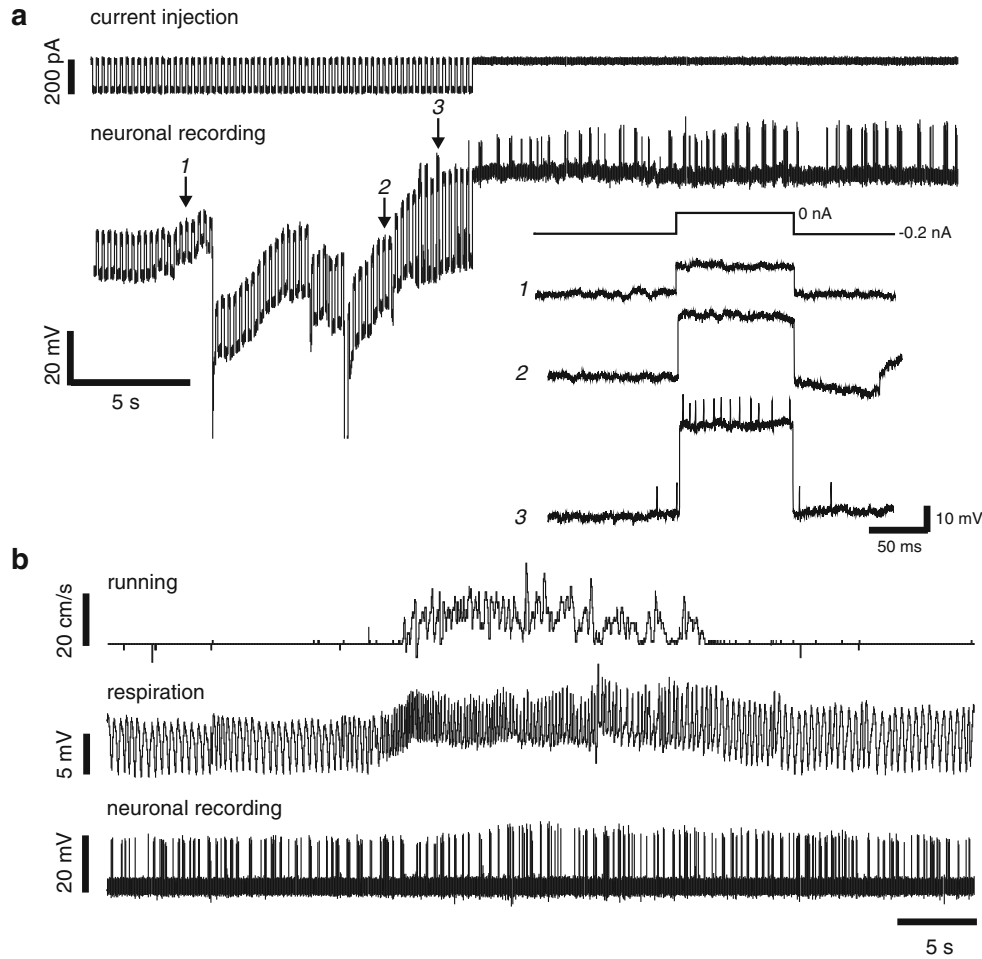 a
current injection
200 pA
neuronal recording
1
2
3
20 mV
5 s
0 nA
-0.2 nA
1
2
3
10 mV
50 ms
b
running
20 cm/s
respiration
5 mV
neuronal recording
20 mV
5 s